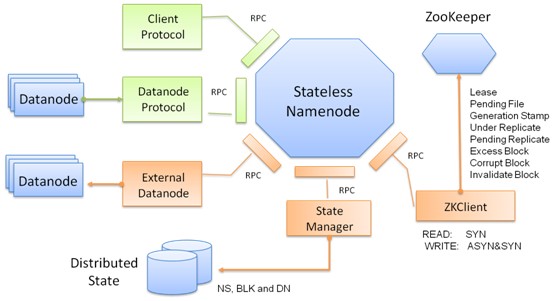 Client
Protocol
RPC
ZooKeeper
Datanode
Datanode
Protocol
RPC
Stateless
Namenode
Lease
Pending File
Generation Stamp
Under Replicate
Pending Replicate
Excess Block
Corrupt Block
Invalidate Block
Datanode
External
Datanode
RPC
RPC
RPC
State
Manager
ZKClient
READ: SYN
WRITE: ASYN&SYN
Distributed
State
NS, BLK and DN